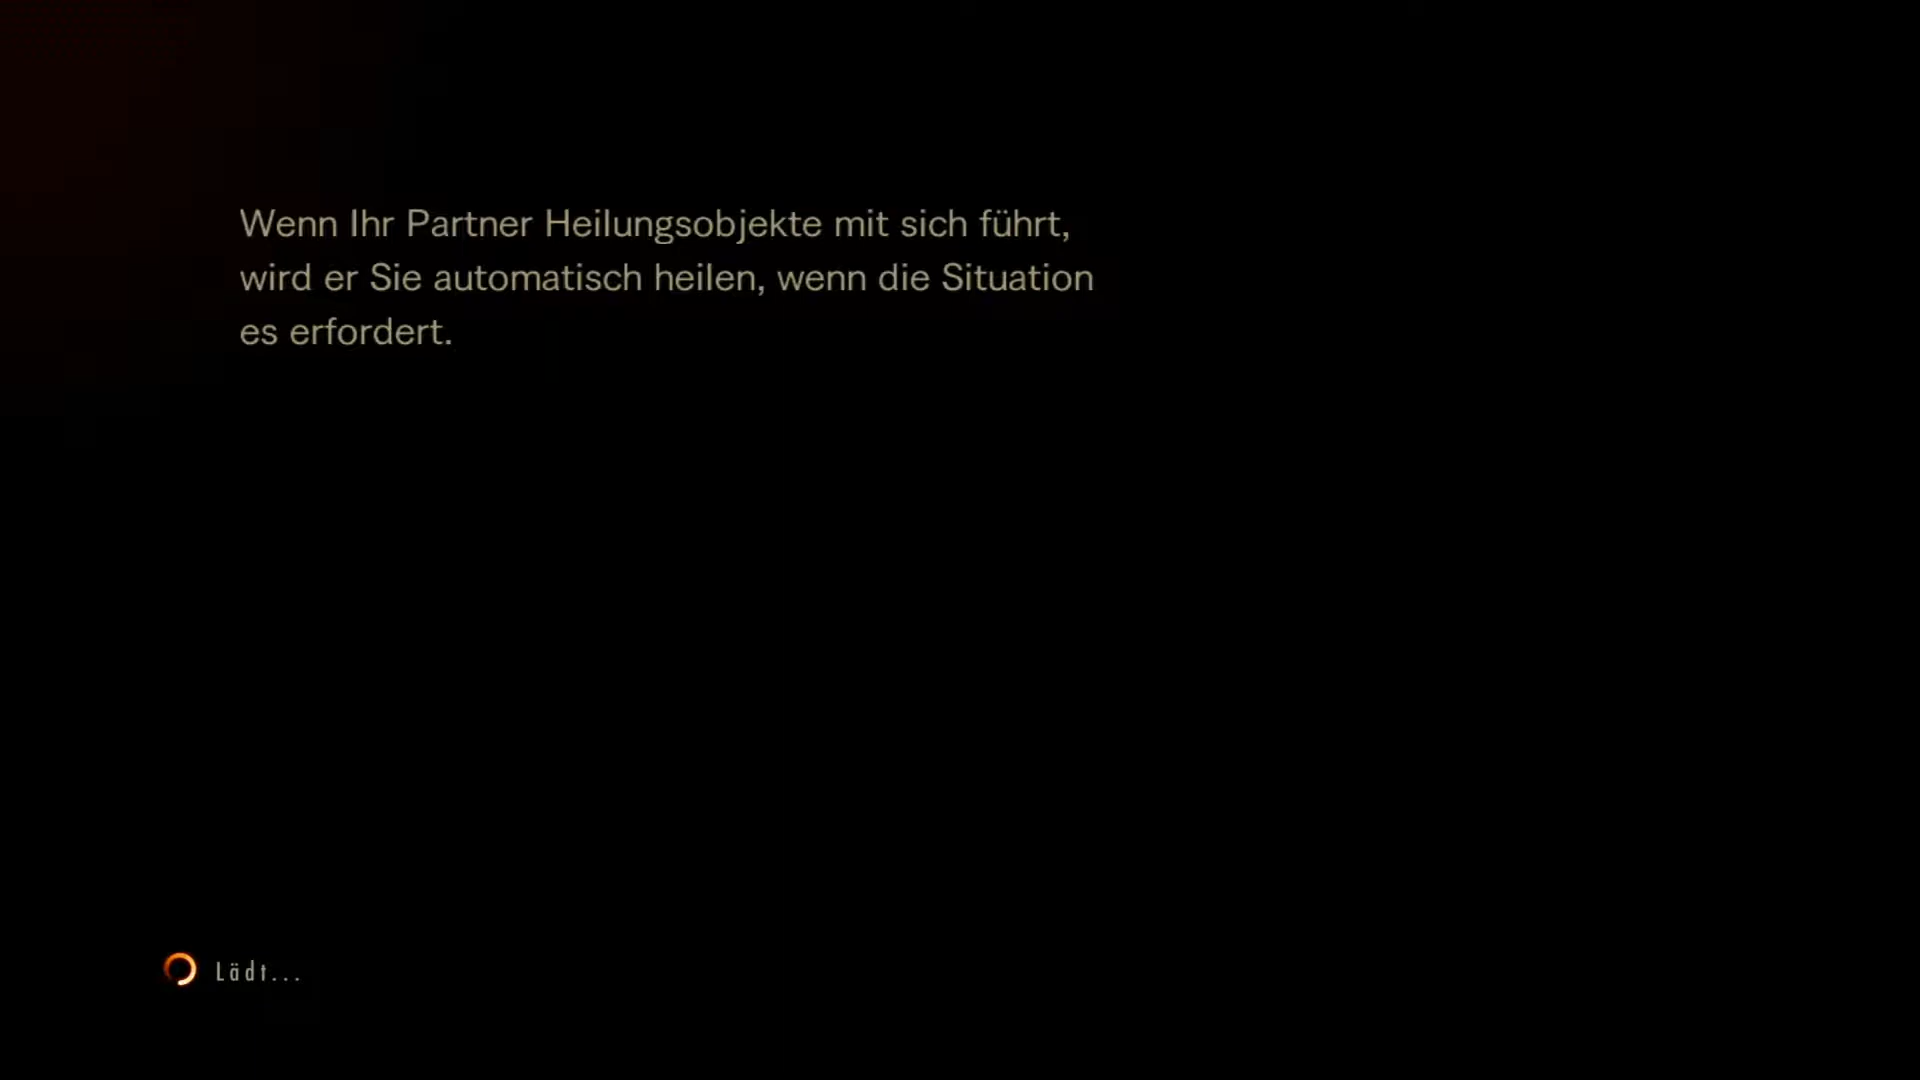 Wenn Ihr Partner Heilungsobjekte mit sich führt,
wird er Sie automatisch heilen, wenn die Situation
es erfordert.
Lädt...